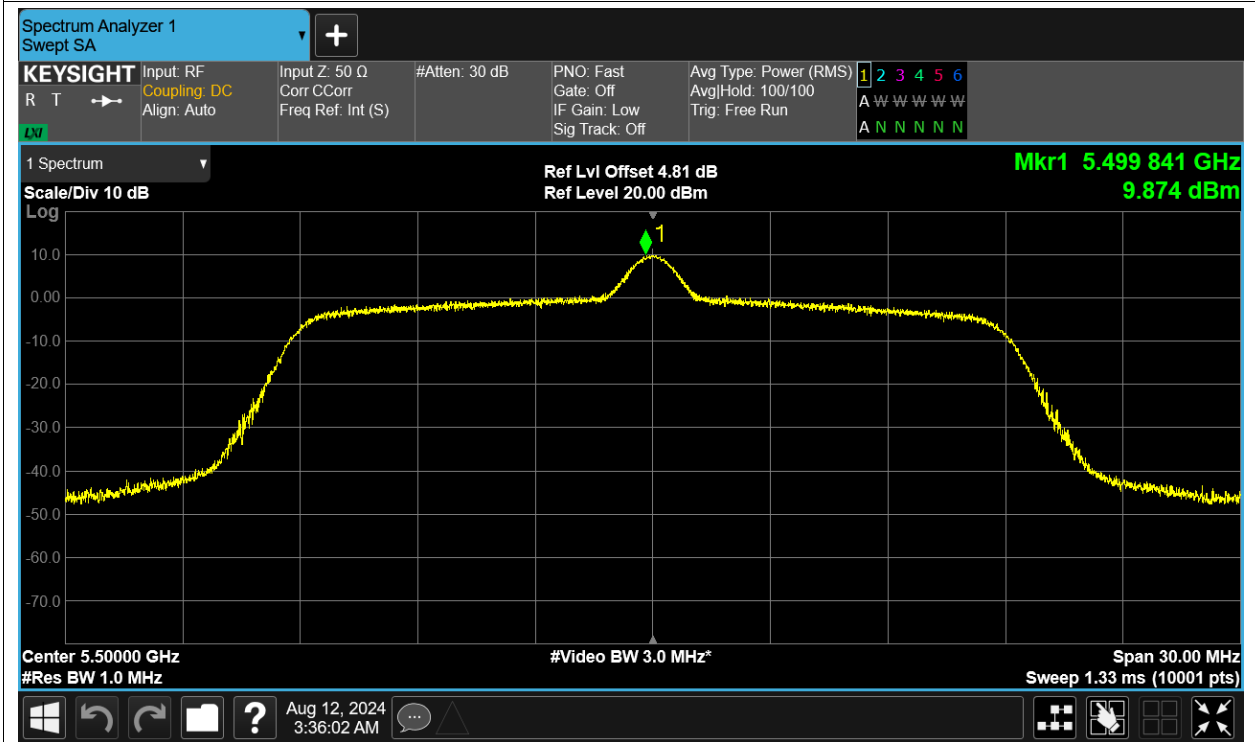 Spectrum Analyzer 1
Swept SA
+
KEYSIGHT
R T
LXI
Input: RF
Coupling: DC
Align: Auto
Input Z: 50 Ω
Corr CCorr
Freq Ref: Int (S)
#Atten: 30 dB
PNO: Fast
Gate: Off
IF Gain: Low
Sig Track: Off
Avg Type: Power (RMS)
Avg|Hold: 100/100
Trig: Free Run
1 2 3 4 5 6
A W W W W W
A N N N N N
1 Spectrum
Scale/Div 10 dB
Log
Ref Lvl Offset 4.81 dB
Ref Level 20.00 dBm
Mkr1 5.499 841 GHz
9.874 dBm
1
10.0
0.00
-10.0
-20.0
-30.0
-40.0
-50.0
-60.0
-70.0
Center 5.50000 GHz
#Res BW 1.0 MHz
#Video BW 3.0 MHz*
Span 30.00 MHz
Sweep 1.33 ms (10001 pts)
?
Aug 12, 2024
3:36:02 AM